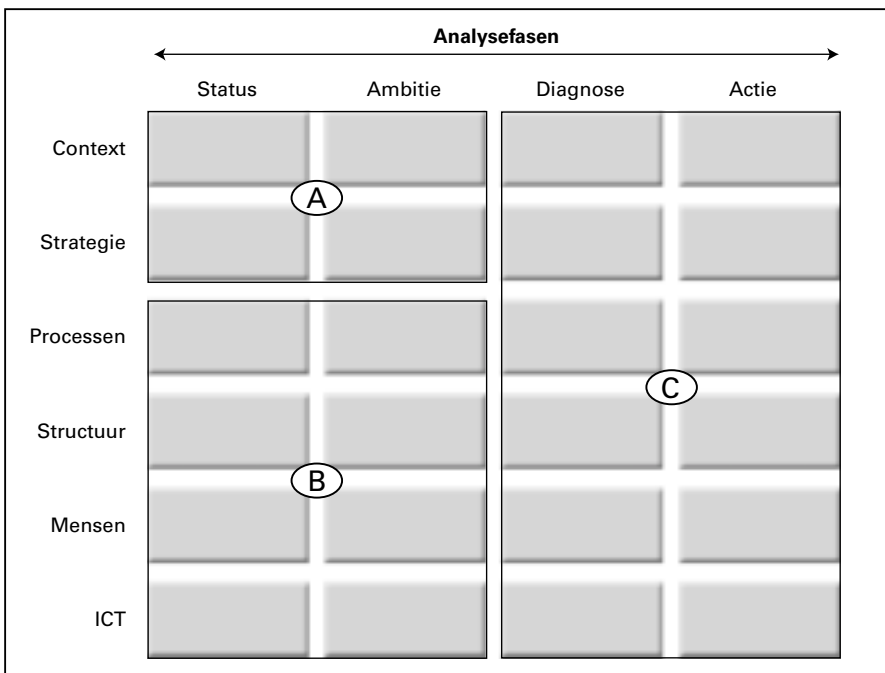 Analysefasen
Status Ambitie Diagnose Actie
Context
A
Strategie
Processen
C
Structuur
B
Mensen
ICT